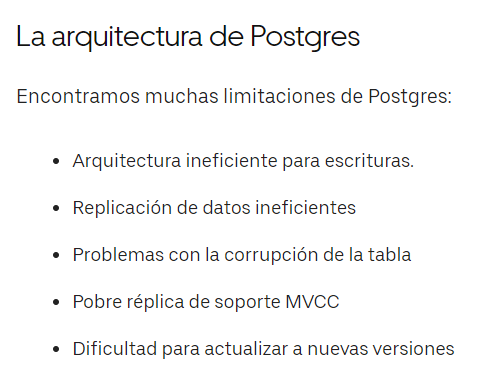 La arquitectura de Postgres
Encontramos muchas limitaciones de Postgres:
• Arquitectura ineficiente para escrituras.
• Replicación de datos ineficientes
• Problemas con la corrupción de la tabla
• Pobre réplica de soporte MVCC
• Dificultad para actualizar a nuevas versiones